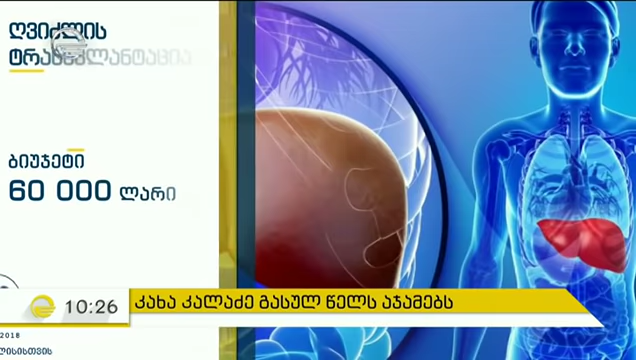 ღვიძლის
ტრანსპლანტაცია
ბიუჯეტი
60 000 ლარი
10:26
კახა კალაძე გასულ წელს აჯამებს
2018